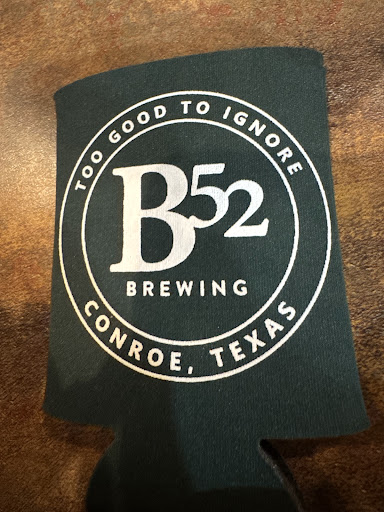 TOO GOOD TO IGNORE
B52
BREWING
CONROE, TEXAS